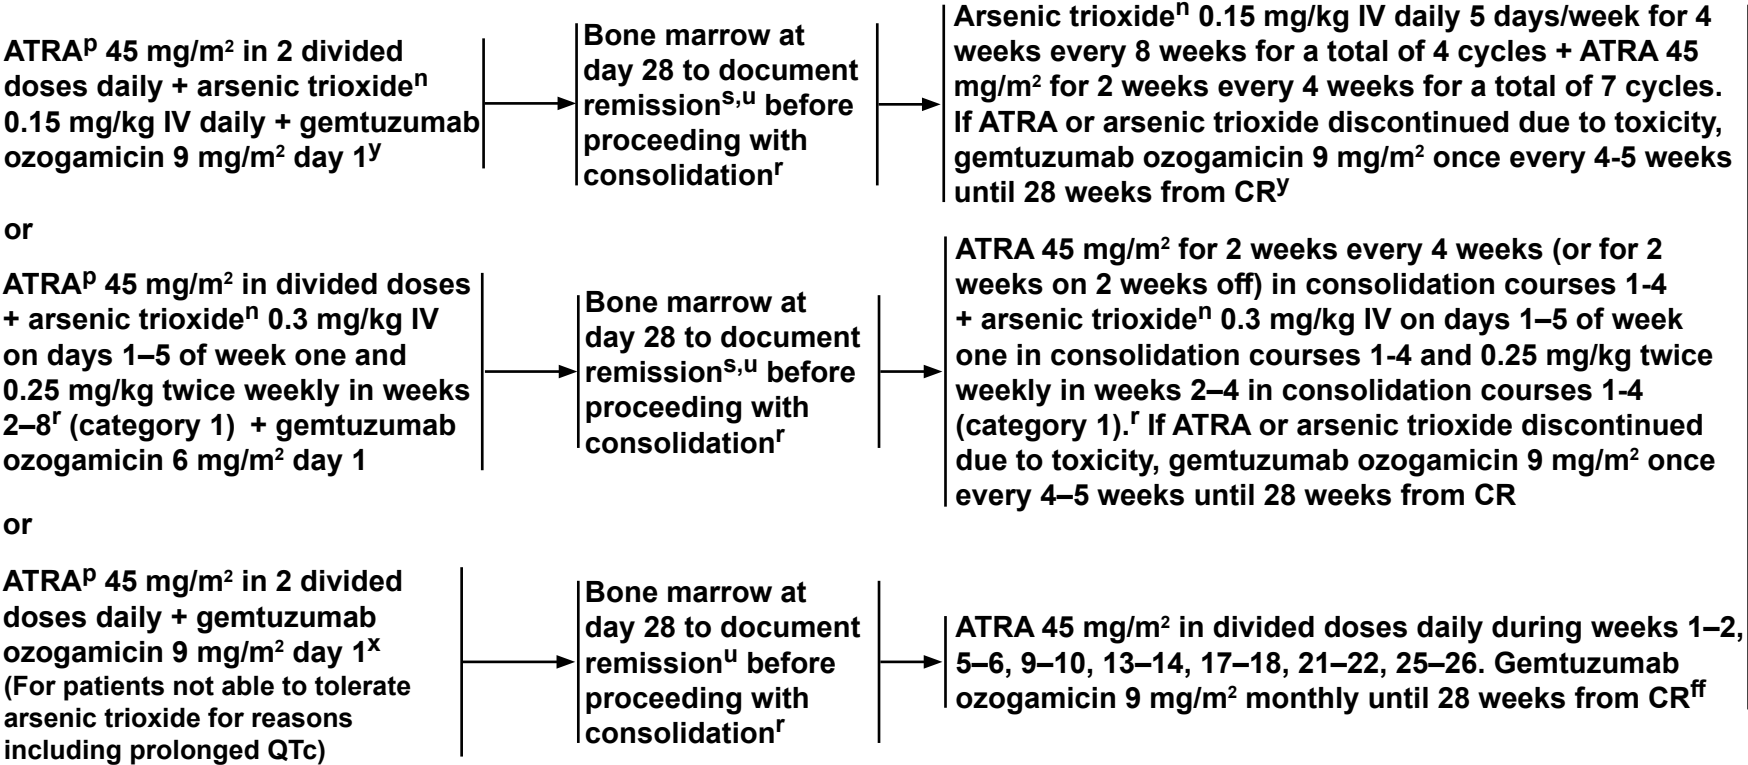 ATRAᵖ 45 mg/m² in 2 divided
doses daily + arsenic trioxideⁿ
0.15 mg/kg IV daily + gemtuzumab
ozogamicin 9 mg/m² day 1ʸ
Bone marrow at
day 28 to document
remissionˢ,ᵘ before
proceeding with
consolidationʳ
Arsenic trioxideⁿ 0.15 mg/kg IV daily 5 days/week for 4
weeks every 8 weeks for a total of 4 cycles + ATRA 45
mg/m² for 2 weeks every 4 weeks for a total of 7 cycles.
If ATRA or arsenic trioxide discontinued due to toxicity,
gemtuzumab ozogamicin 9 mg/m² once every 4-5 weeks
until 28 weeks from CRʸ
or
ATRAᵖ 45 mg/m² in divided doses
+ arsenic trioxideⁿ 0.3 mg/kg IV
on days 1–5 of week one and
0.25 mg/kg twice weekly in weeks
2–8ʳ (category 1) + gemtuzumab
ozogamicin 6 mg/m² day 1
Bone marrow at
day 28 to document
remissionˢ,ᵘ before
proceeding with
consolidationʳ
ATRA 45 mg/m² for 2 weeks every 4 weeks (or for 2
weeks on 2 weeks off) in consolidation courses 1-4
+ arsenic trioxideⁿ 0.3 mg/kg IV on days 1–5 of week
one in consolidation courses 1-4 and 0.25 mg/kg twice
weekly in weeks 2–4 in consolidation courses 1-4
(category 1).ʳ If ATRA or arsenic trioxide discontinued
due to toxicity, gemtuzumab ozogamicin 9 mg/m² once
every 4–5 weeks until 28 weeks from CR
or
ATRAᵖ 45 mg/m² in 2 divided
doses daily + gemtuzumab
ozogamicin 9 mg/m² day 1ˣ
(For patients not able to tolerate
arsenic trioxide for reasons
including prolonged QTc)
Bone marrow at
day 28 to document
remissionᵘ before
proceeding with
consolidationʳ
ATRA 45 mg/m² in divided doses daily during weeks 1–2,
5–6, 9–10, 13–14, 17–18, 21–22, 25–26. Gemtuzumab
ozogamicin 9 mg/m² monthly until 28 weeks from CRᶠᶠ